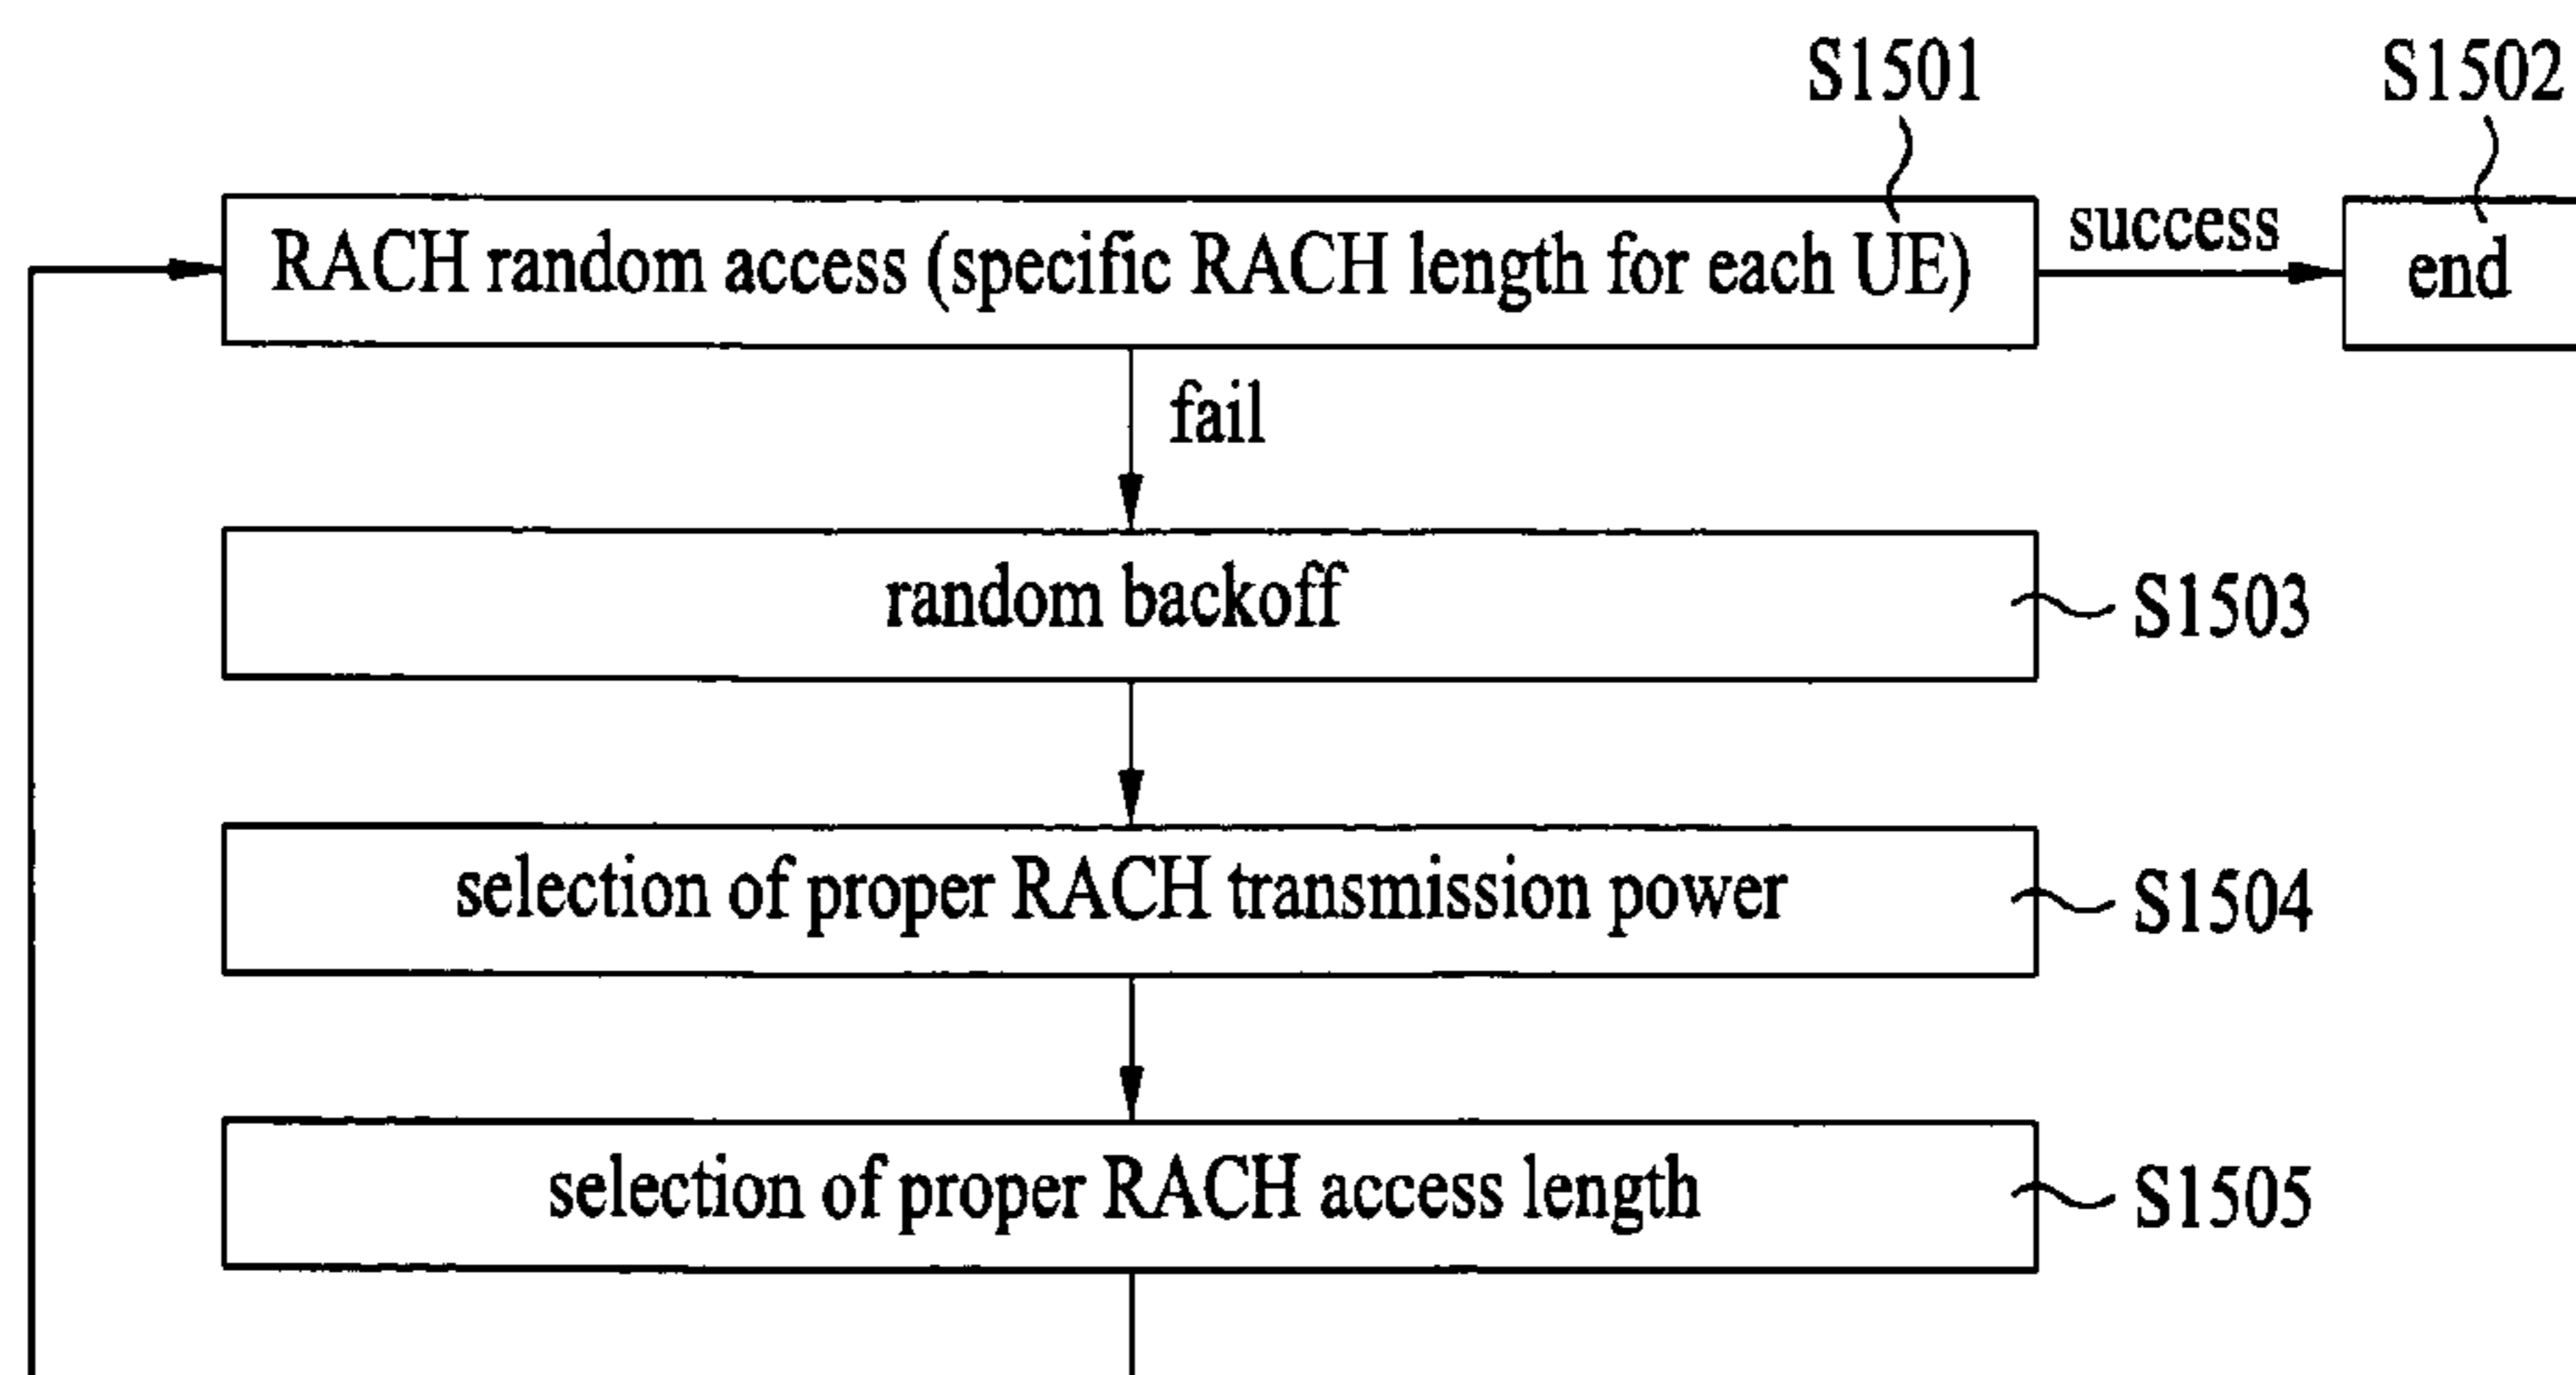 S1501
S1502
RACH random access (specific RACH length for each UE)
success
end
fail
random backoff
S1503
selection of proper RACH transmission power
S1504
selection of proper RACH access length
S1505